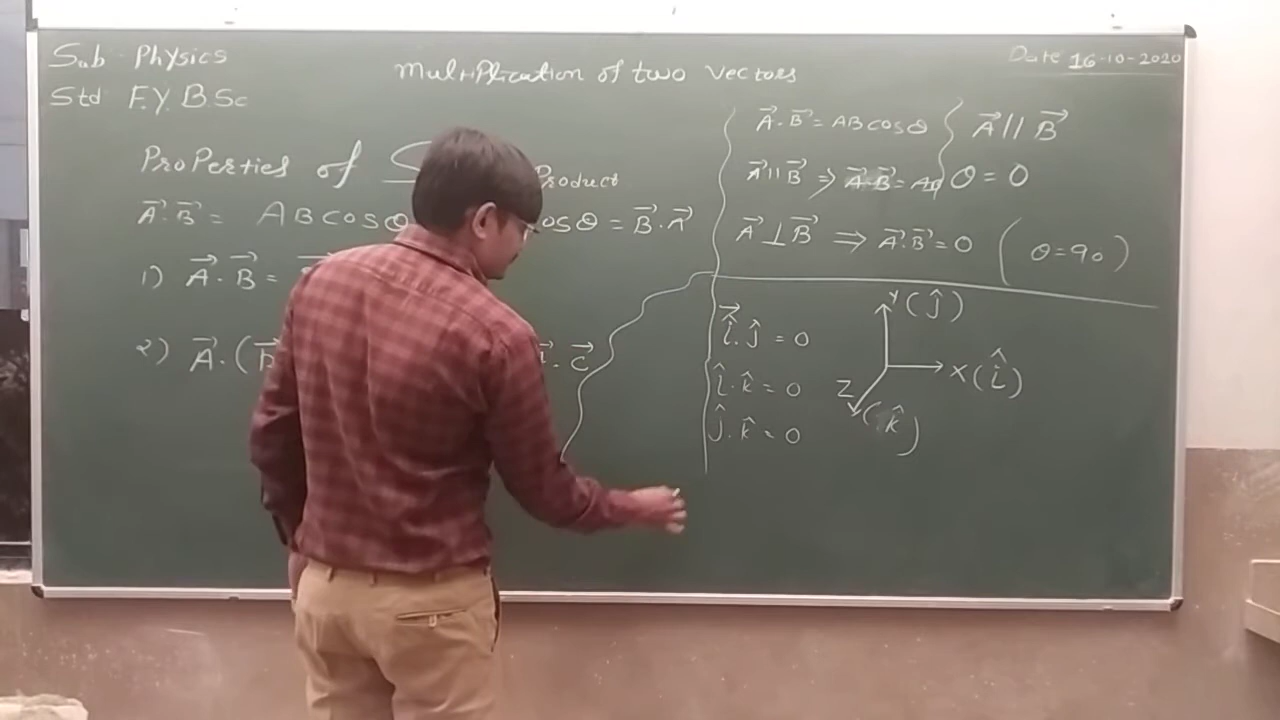 Sub - Physics
Std F.Y. B Sc
Multiplication of two vectors
Date 16-10-2020
Properties of S Product
A⃗·B⃗ = ABcosθ cosθ = B⃗·A⃗
1) A⃗·B⃗ =
2) A⃗·( · C⃗
A⃗·B⃗ = ABcosθ
A⃗ // B⃗
A⃗ || B⃗ ⇒ A⃗·B⃗ =
θ = 0
A⃗ ⊥ B⃗ ⇒ A⃗·B⃗ = 0 (θ = 90)
î·ĵ = 0
î·k̂ = 0
ĵ·k̂ = 0
Y(ĵ)
X(î)
Z
(k̂)